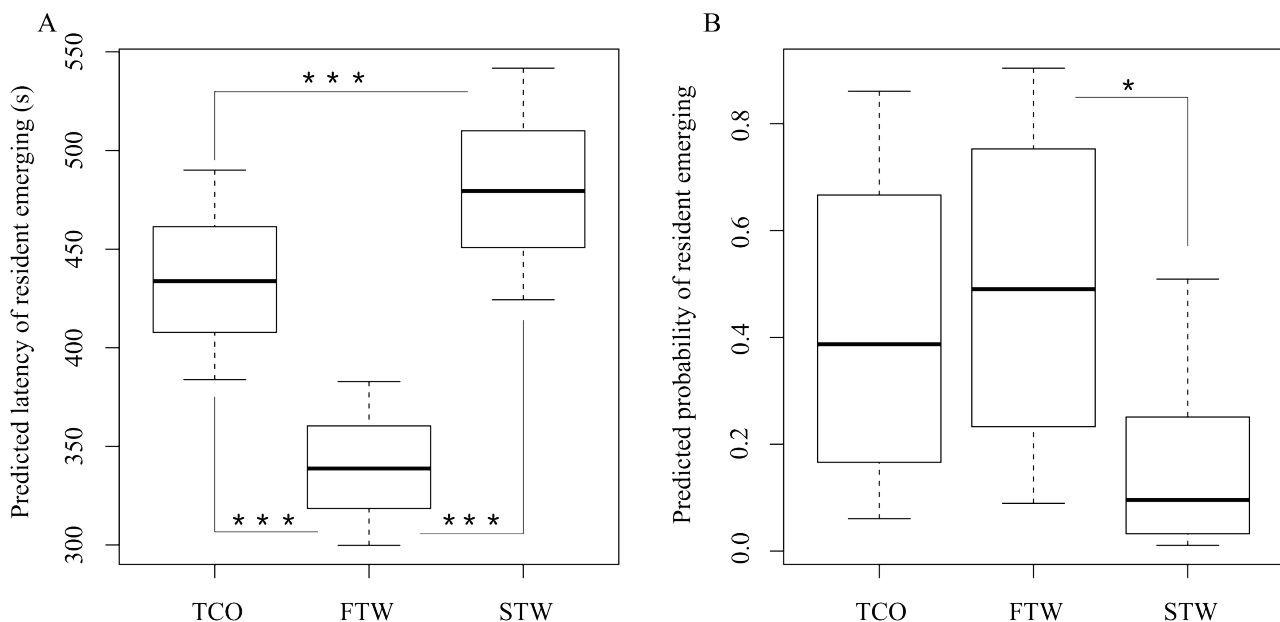 A
Predicted latency of resident emerging (s)
550
500
450
400
350
300
* * *
* * *
* * *
TCO FTW STW
B
Predicted probability of resident emerging
0.8
0.6
0.4
0.2
0.0
*
TCO FTW STW